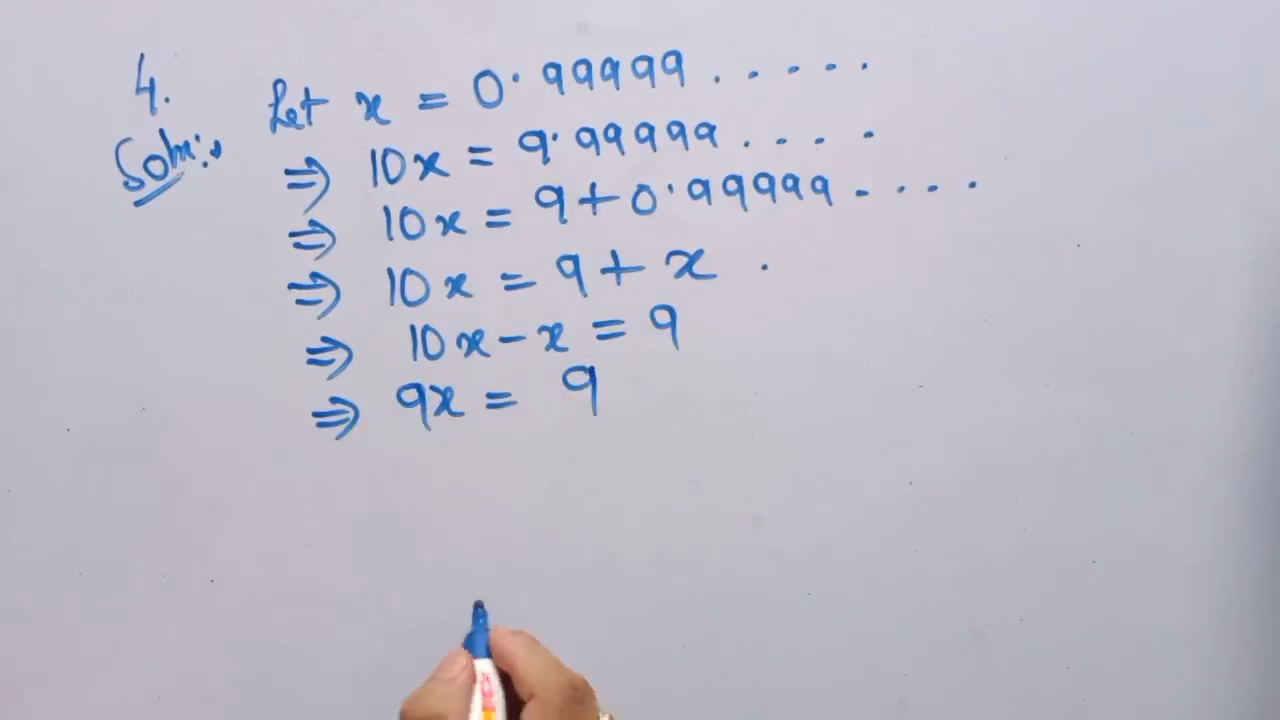 4.
Soln:-
Let x = 0.99999 .....
⇒ 10x = 9.99999 ....
⇒ 10x = 9+0.99999 ....
⇒ 10x = 9 + x .
⇒ 10x - x = 9
⇒ 9x = 9